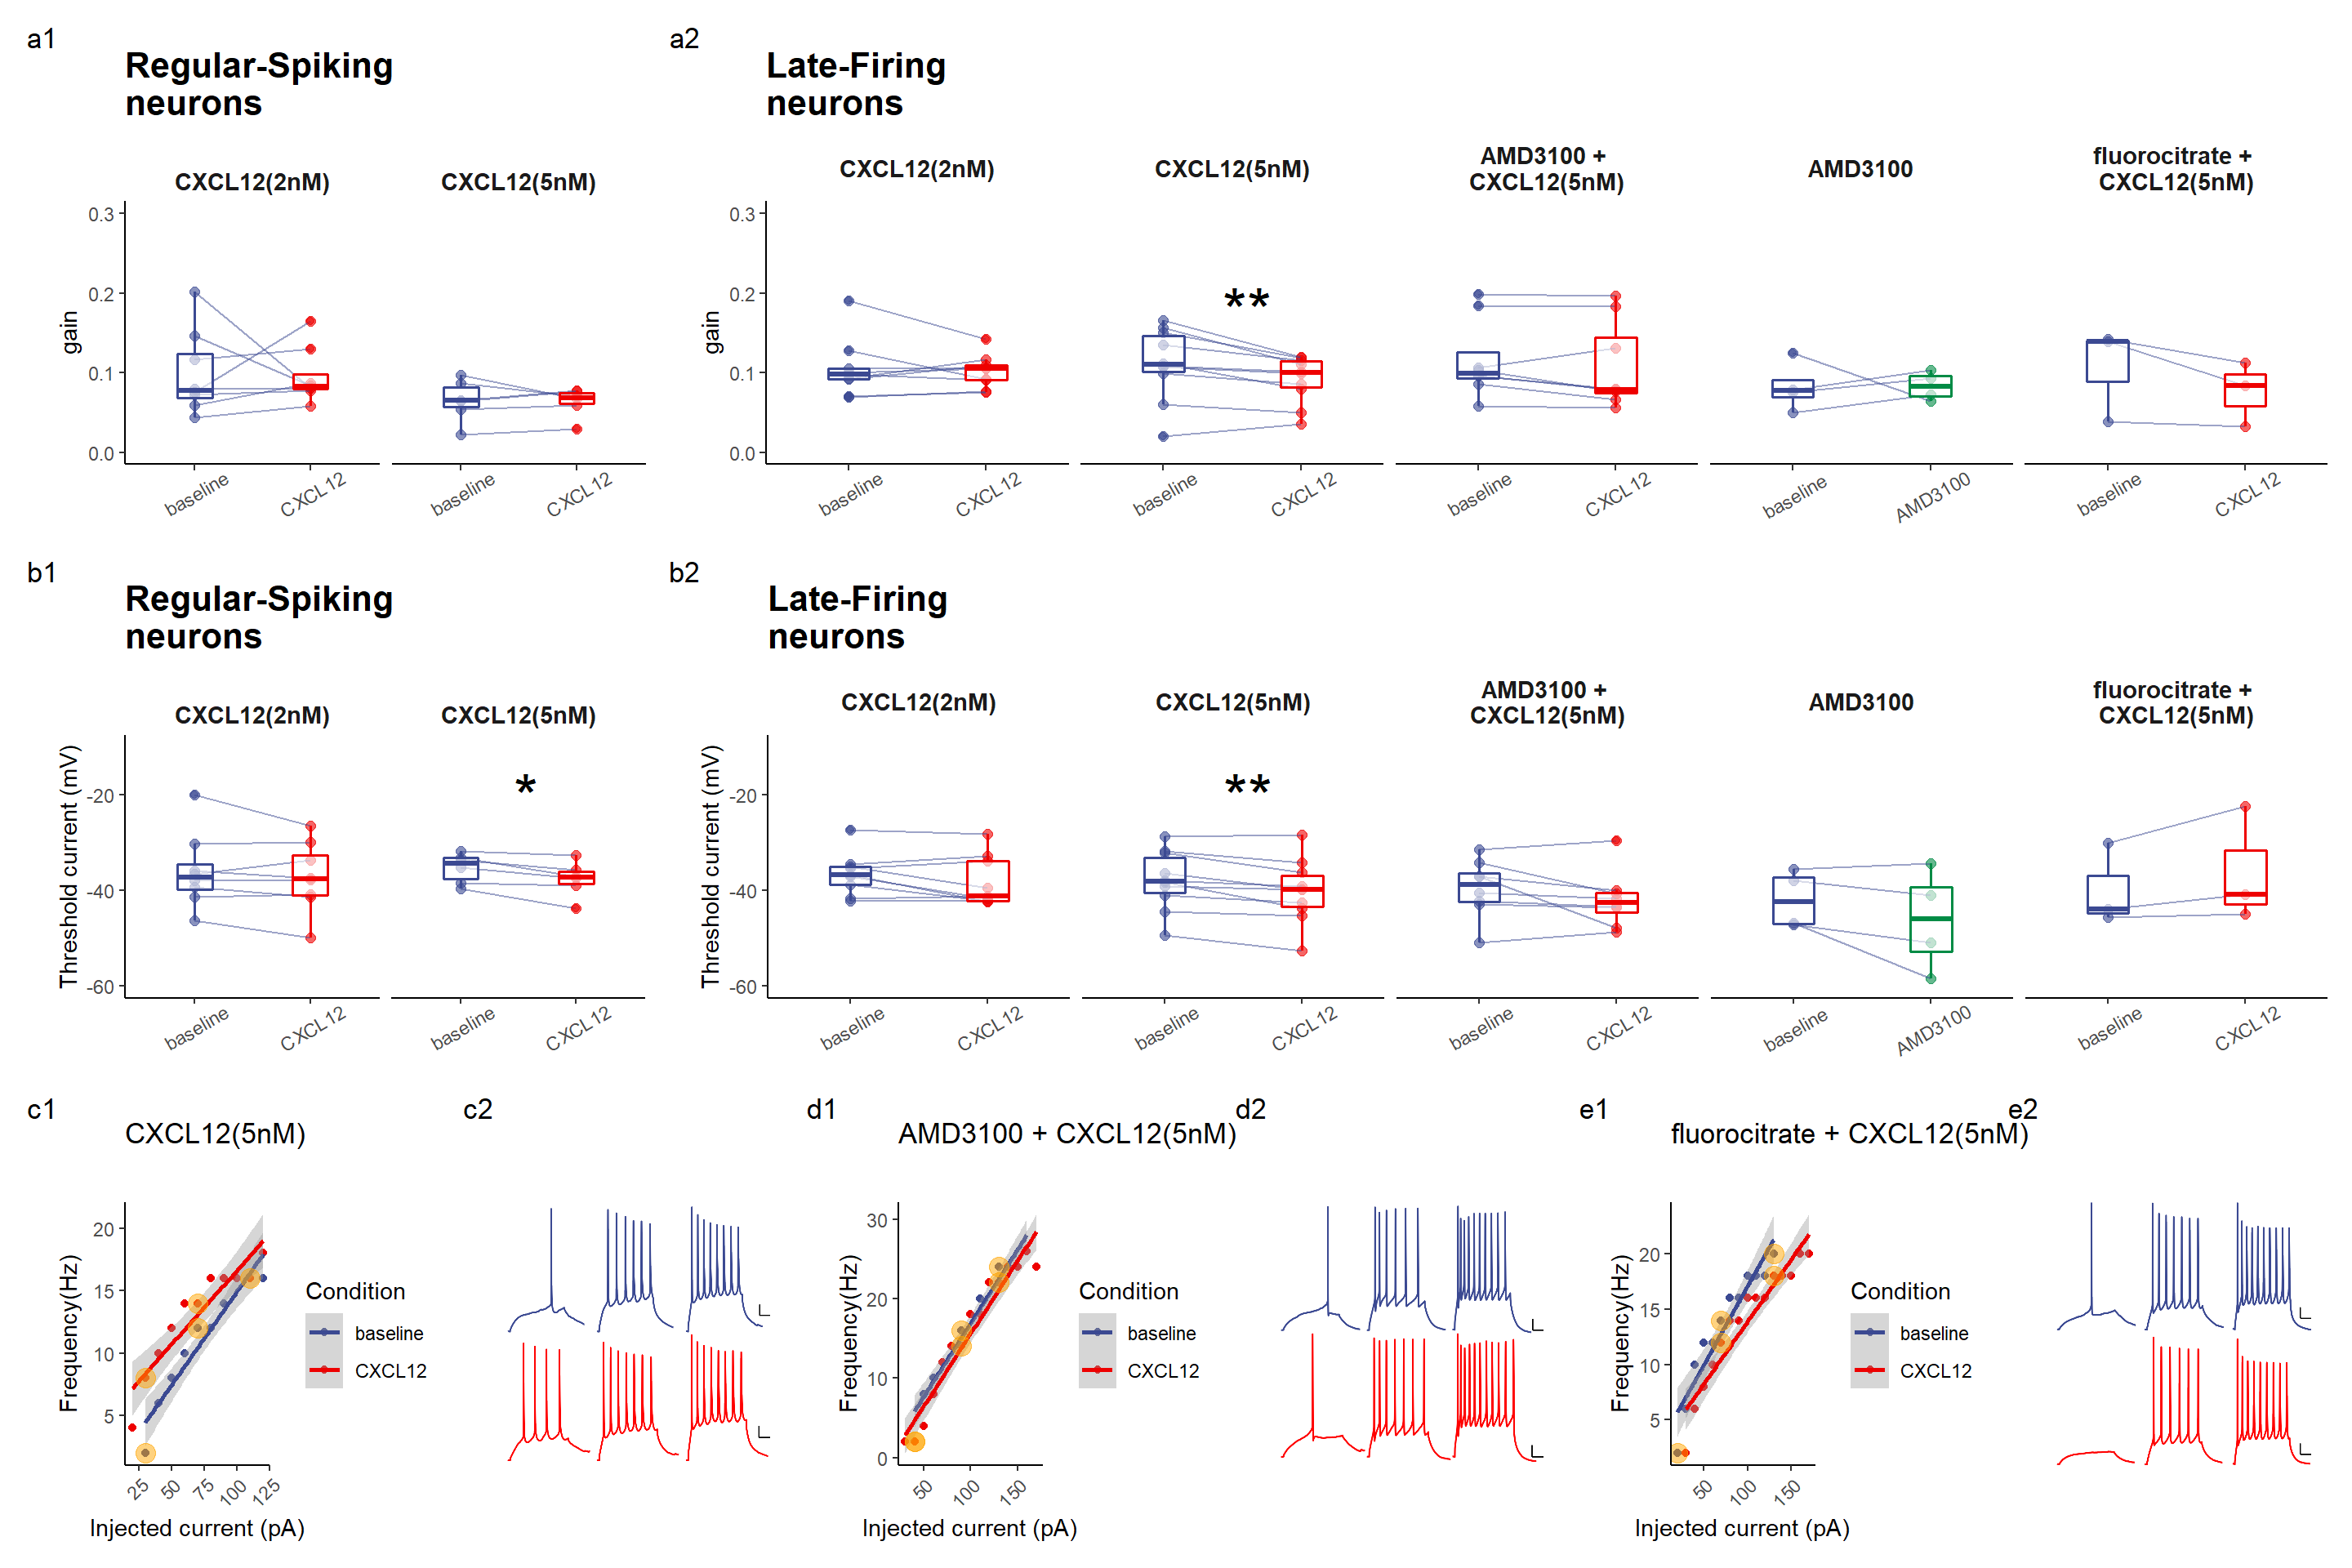 a1
Regular-Spiking
neurons
CXCL12(2nM)
CXCL12(5nM)
gain
0.3
0.2
0.1
0.0
baseline
CXCL12
baseline
CXCL12
a2
Late-Firing
neurons
CXCL12(2nM)
CXCL12(5nM)
AMD3100 +
CXCL12(5nM)
AMD3100
fluorocitrate +
CXCL12(5nM)
gain
0.3
0.2
0.1
0.0
**
baseline
CXCL12
baseline
CXCL12
baseline
CXCL12
baseline
AMD3100
baseline
CXCL12
b1
Regular-Spiking
neurons
CXCL12(2nM)
CXCL12(5nM)
Threshold current (mV)
-20
-40
-60
*
baseline
CXCL12
baseline
CXCL12
b2
Late-Firing
neurons
CXCL12(2nM)
CXCL12(5nM)
AMD3100 +
CXCL12(5nM)
AMD3100
fluorocitrate +
CXCL12(5nM)
Threshold current (mV)
-20
-40
-60
**
baseline
CXCL12
baseline
CXCL12
baseline
CXCL12
baseline
AMD3100
baseline
CXCL12
c1
CXCL12(5nM)
Frequency(Hz)
20
15
10
5
25
50
75
100
125
Injected current (pA)
Condition
baseline
CXCL12
c2
d1
AMD3100 + CXCL12(5nM)
Frequency(Hz)
30
20
10
0
50
100
150
Injected current (pA)
Condition
baseline
CXCL12
d2
e1
fluorocitrate + CXCL12(5nM)
Frequency(Hz)
20
15
10
5
50
100
150
Injected current (pA)
Condition
baseline
CXCL12
e2